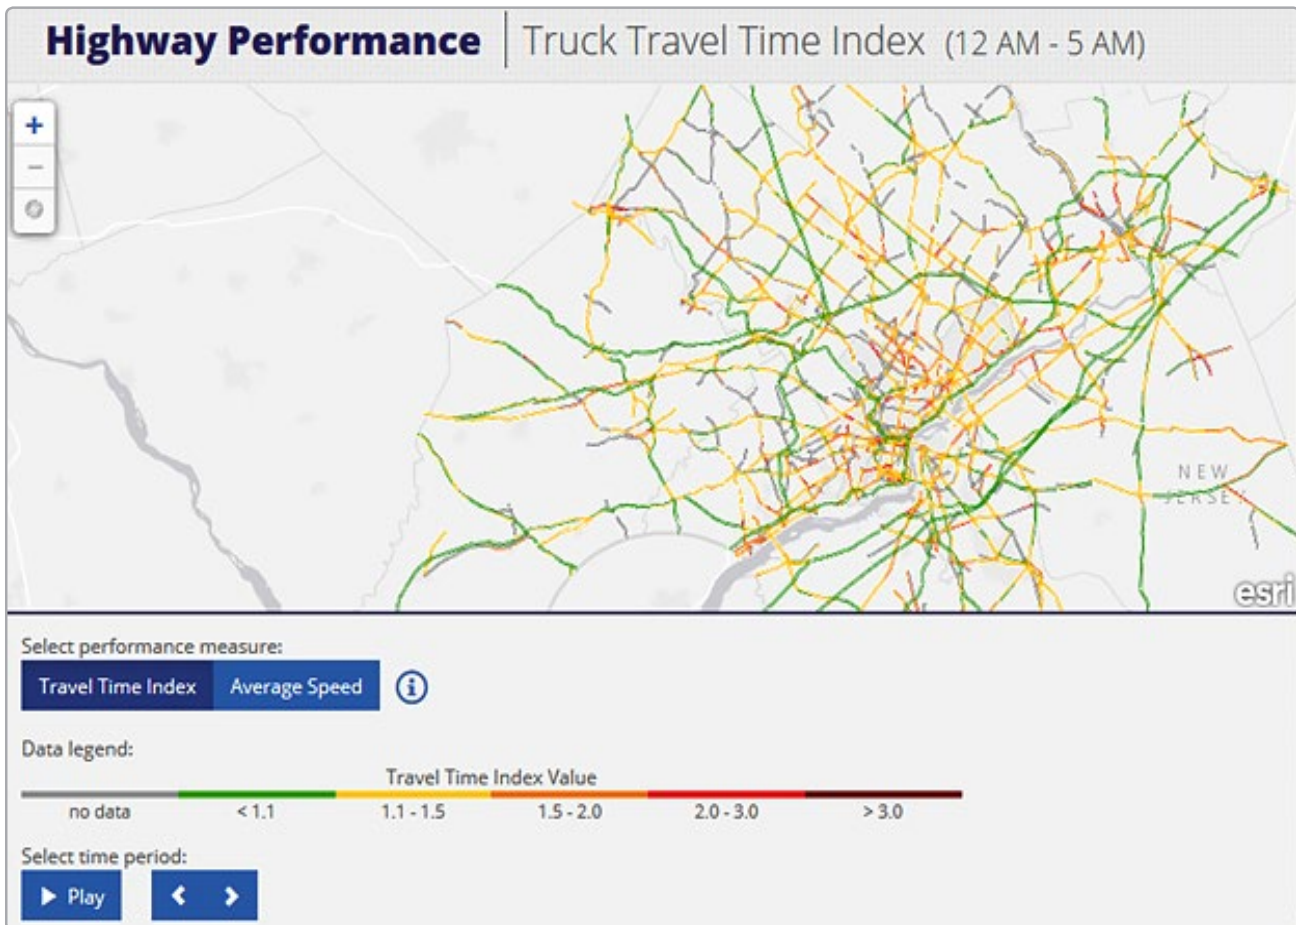 Highway Performance | Truck Travel Time Index (12 AM - 5 AM)
+
−
NEW
JERSEY
esri
Select performance measure:
Travel Time Index Average Speed i
Data legend:
Travel Time Index Value
no data < 1.1 1.1 - 1.5 1.5 - 2.0 2.0 - 3.0 > 3.0
Select time period:
Play < >